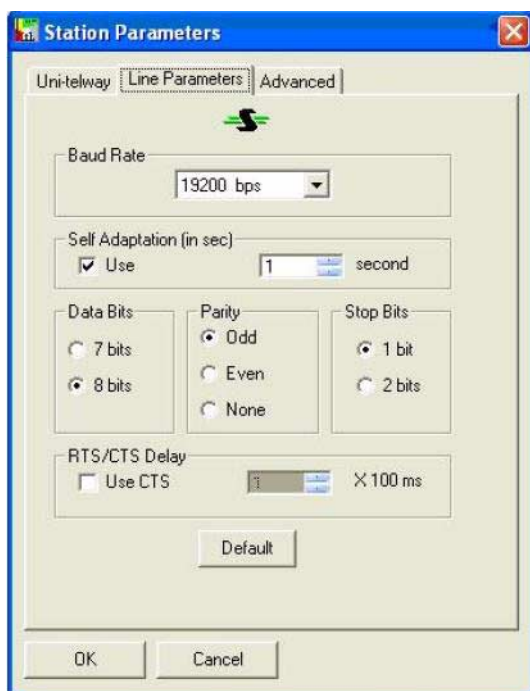 Station Parameters
Uni-telway Line Parameters Advanced
Baud Rate
19200 bps
Self Adaptation (in sec)
Use 1 second
Data Bits Parity Stop Bits
7 bits Odd 1 bit
8 bits Even 2 bits
None
RTS/CTS Delay
Use CTS 1 X 100 ms
Default
OK Cancel